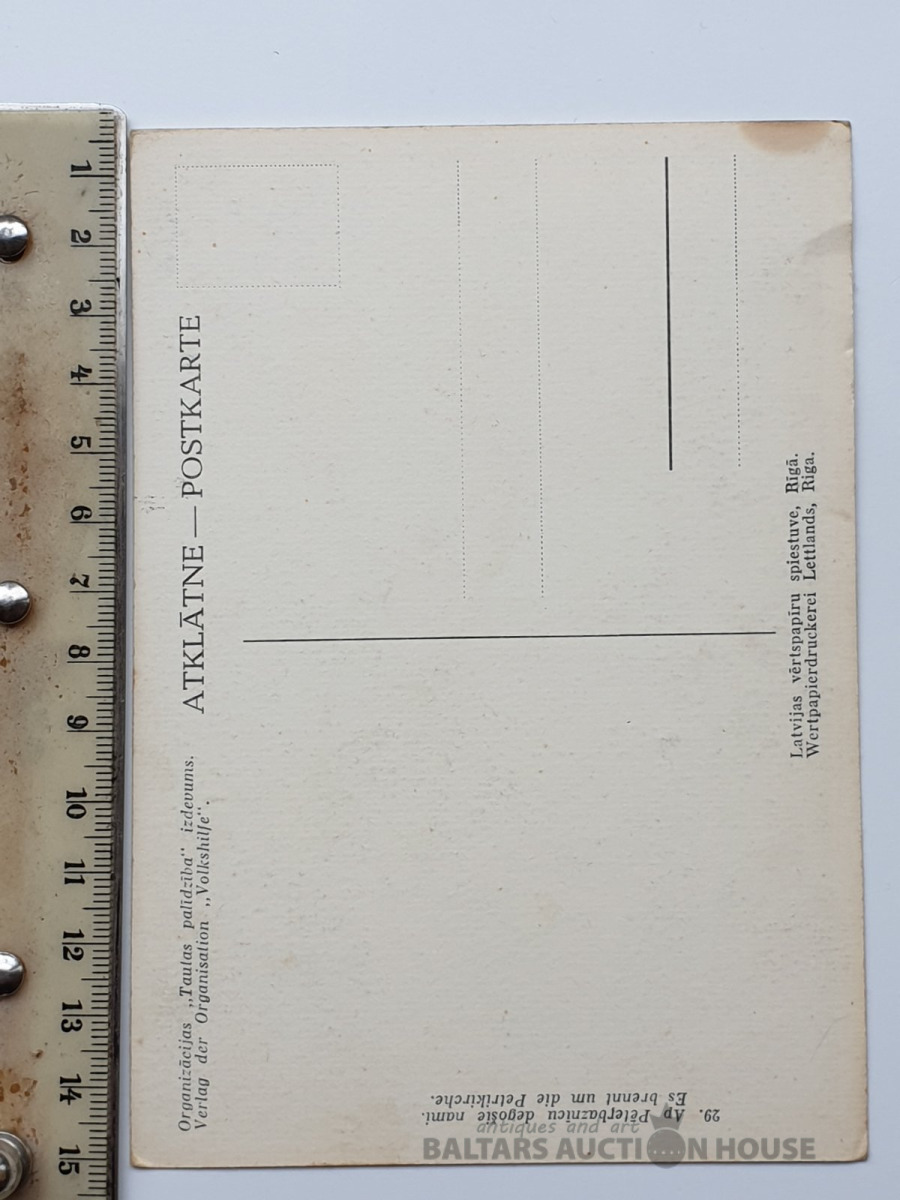 Organizācijas „Tautas palīdzība" izdevums.
Verlag der Organisation „Volkshilfe".
ATKLĀTNE — POSTKARTE
Latvijas vērtspapīru spiestuve, Rīgā.
Wertpapierdruckerei Lettlands, Riga.
29. Ap Pēterbaznīcu degošie nami.
Es brennt um die Petrikirche.
1
2
3
4
5
6
7
8
9
10
11
12
13
14
15
antiques and art
BALTARS AUCTION HOUSE